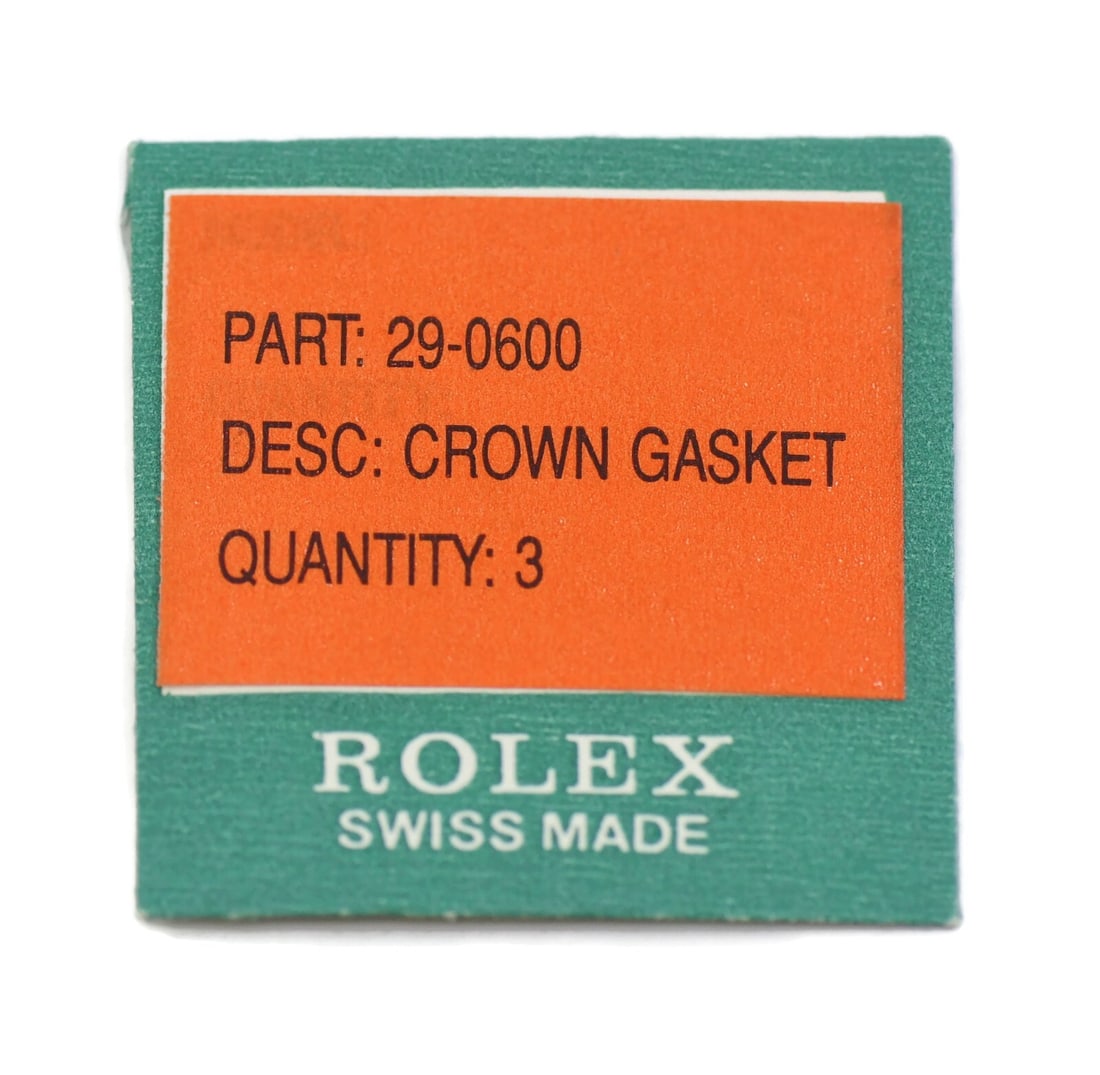 PART: 29-0600
DESC: CROWN GASKET
QUANTITY: 3
ROLEX
SWISS MADE